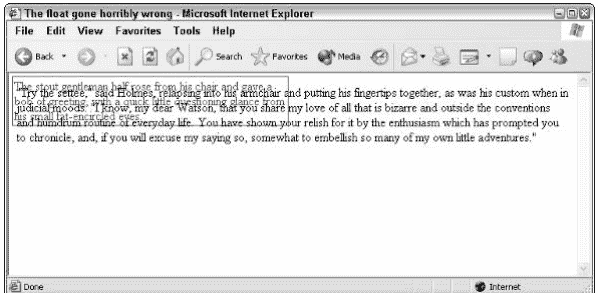 The float gone horribly wrong - Microsoft Internet Explorer
File Edit View Favorites Tools Help
Back Search Favorites Media
The stout gentleman half rose from his chair and gave a
"Try the settee," said Holmes, relapsing into his armchair and putting his fingertips together, as was his custom when in
bob of greeting, with a quick little questioning glance from
judicial moods. "I know, my dear Watson, that you share my love of all that is bizarre and outside the conventions
his small fat-encircled eyes
and humdrum routine of everyday life. You have shown your relish for it by the enthusiasm which has prompted you
to chronicle, and, if you will excuse my saying so, somewhat to embellish so many of my own little adventures."
Done Internet